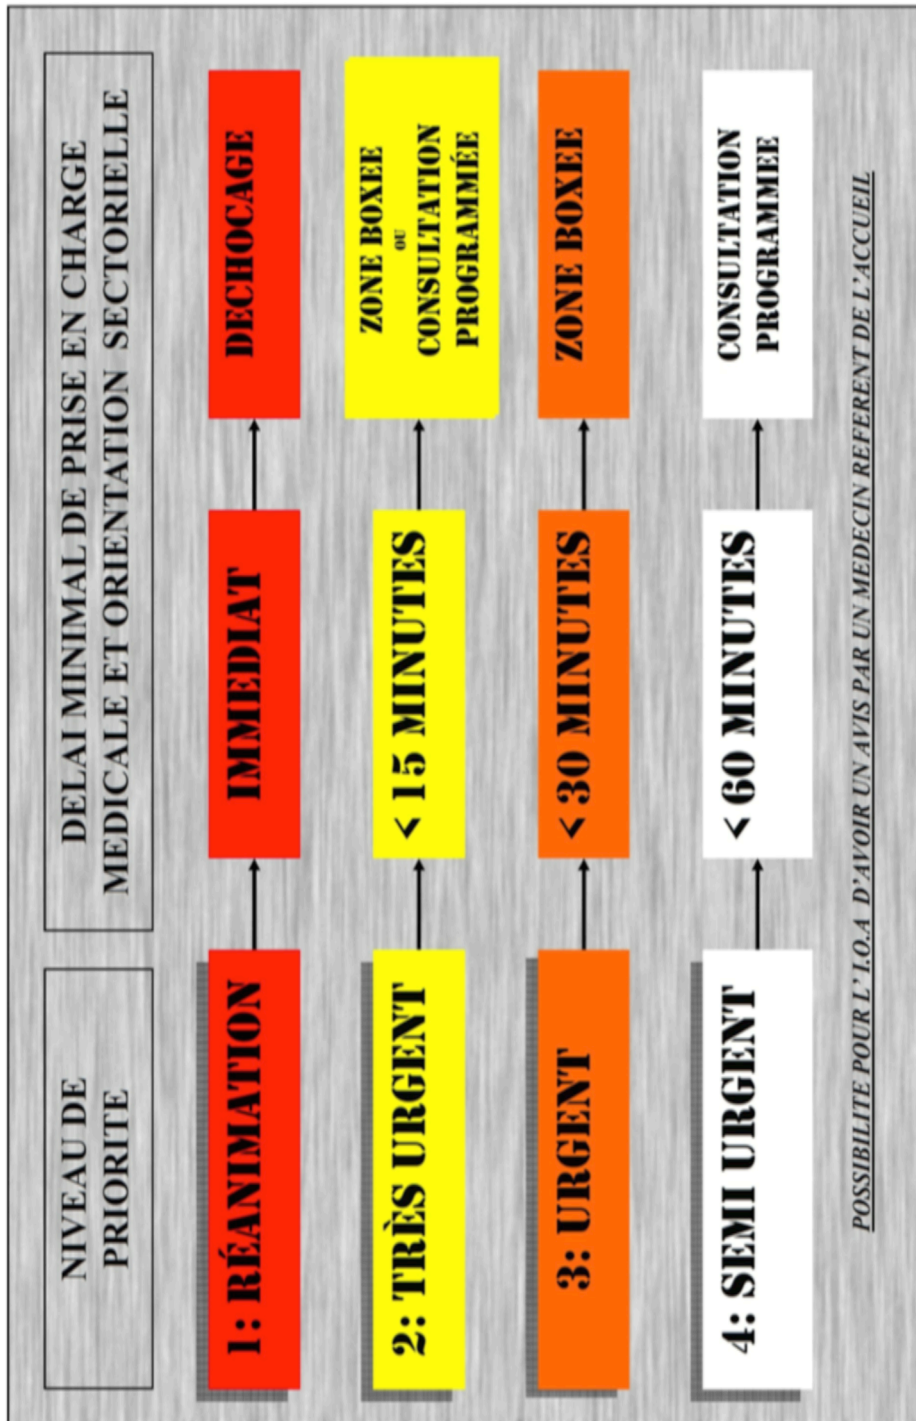 NIVEAU DE
PRIORITE
DELAI MINIMAL DE PRISE EN CHARGE
MEDICALE ET ORIENTATION SECTORIELLE
1: RÉANIMATION
IMMEDIAT
DECHOCAGE
2: TRÈS URGENT
< 15 MINUTES
ZONE BOXEE
OU
CONSULTATION
PROGRAMMÉE
3: URGENT
< 30 MINUTES
ZONE BOXEE
4: SEMI URGENT
< 60 MINUTES
CONSULTATION
PROGRAMMEE
POSSIBILITE POUR L' I.O.A D'AVOIR UN AVIS PAR UN MEDECIN REFERENT DE L'ACCUEIL